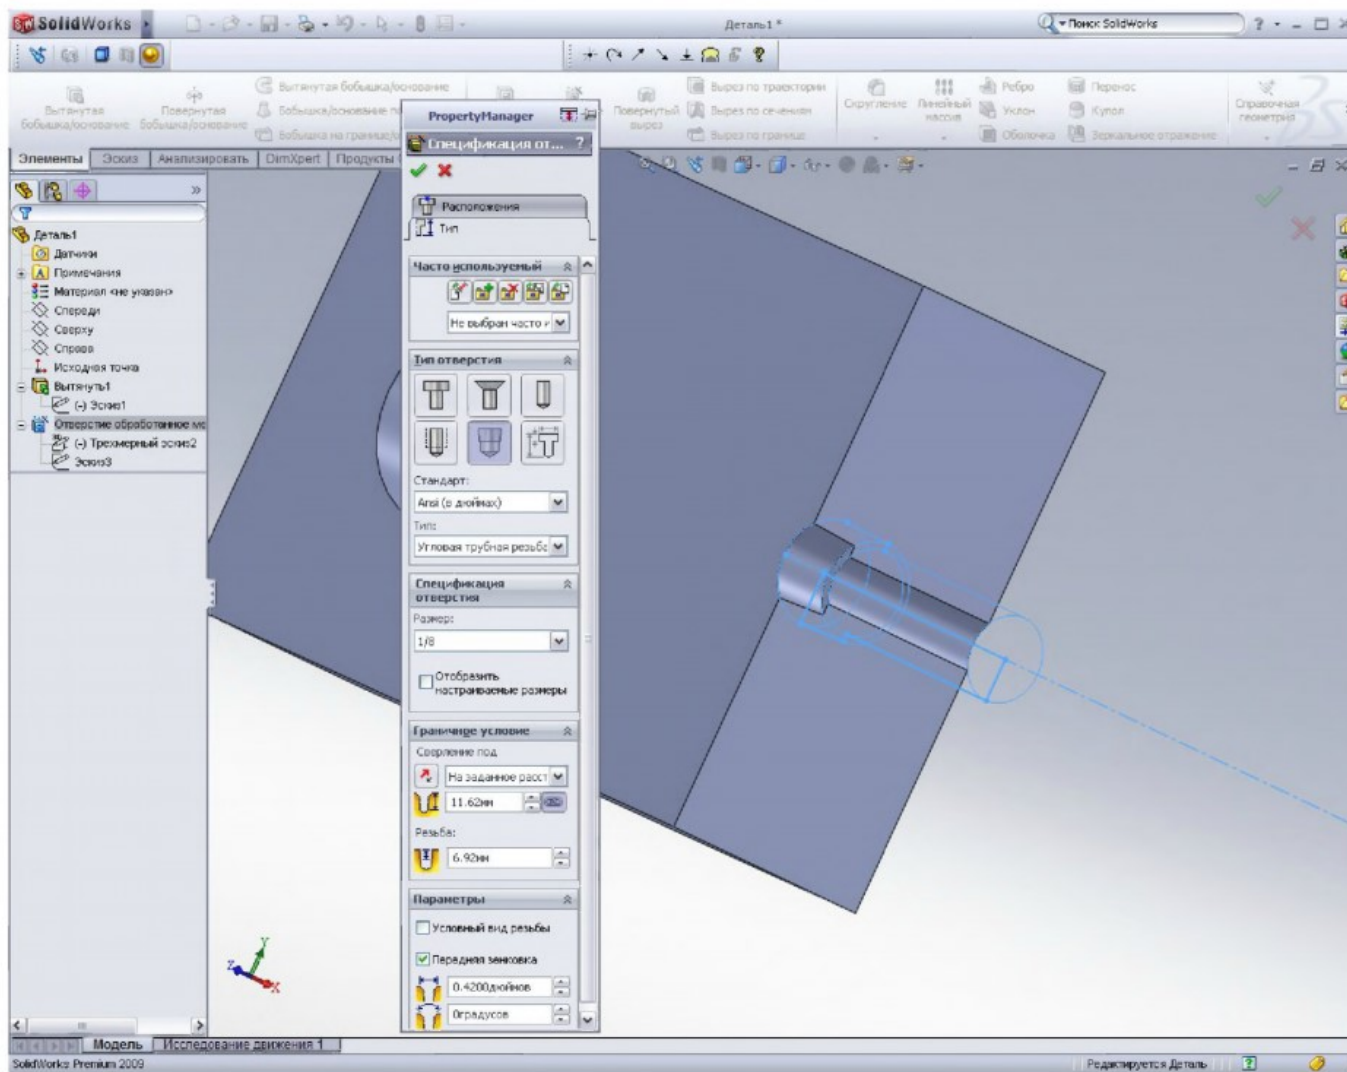 SolidWorks
Деталь1 *
Поиск SolidWorks
Вытянутая бобышка/основание
Повернутая бобышка/основание
Вытянутая бобышка/основание
Бобышка/основание по
Бобышка на границе/о
Повернутый вырез
Вырез по траектории
Вырез по сечениям
Вырез по границе
Скругление
Линейный массив
Ребро
Уклон
Оболочка
Перенос
Купол
Зеркальное отражение
Справочная геометрия
Элементы
Эскиз
Анализировать
DimXpert
Продукты
Деталь1
Датчики
Примечания
Материал <не указан>
Спереди
Сверху
Справа
Исходная точка
Вытянуть1
(-) Эскиз1
Отверстие обработанное ме
(-) Трехмерный эскиз2
Эскиз3
PropertyManager
Спецификация от... ?
Расположения
Тип
Часто используемый
Не выбран часто и
Тип отверстия
Стандарт:
Ansi (в дюймах)
Тип:
Угловая трубная резьба
Спецификация
отверстия
Размер:
1/8
Отобразить
настраиваемые размеры
Граничное условие
Сверление под
На заданное расст
11.62мм
Резьба:
6.92мм
Параметры
Условный вид резьбы
Передняя зенковка
0.4200дюймов
0градусов
Y
Z
X
Модель
Исследование движения 1
SolidWorks Premium 2009
Редактируется Деталь